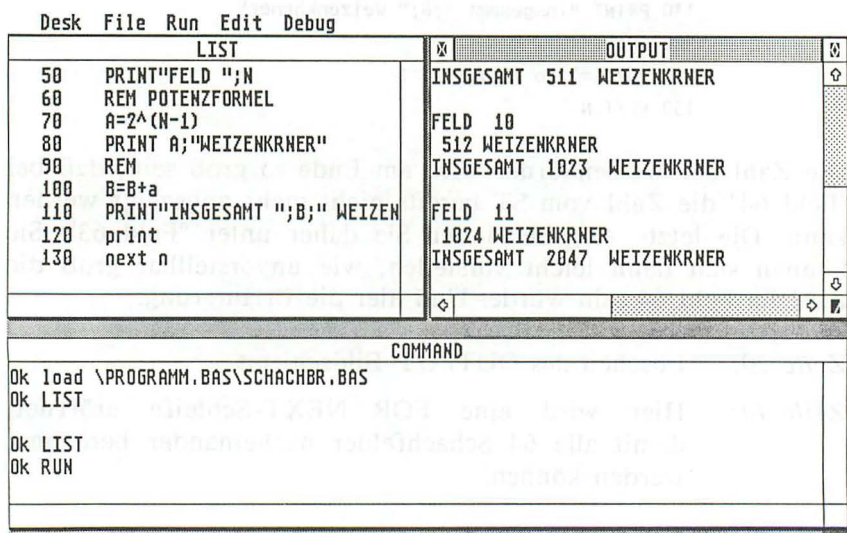 Desk File Run Edit Debug
LIST
50 PRINT"FELD ";N
60 REM POTENZFORMEL
70 A=2^(N-1)
80 PRINT A;"WEIZENKRNER"
90 REM
100 B=B+a
110 PRINT"INSGESAMT ";B;" WEIZEN
120 print
130 next n
OUTPUT
INSGESAMT 511 WEIZENKRNER
FELD 10
512 WEIZENKRNER
INSGESAMT 1023 WEIZENKRNER
FELD 11
1024 WEIZENKRNER
INSGESAMT 2047 WEIZENKRNER
COMMAND
Ok load \PROGRAMM.BAS\SCHACHBR.BAS
Ok LIST
Ok LIST
Ok RUN